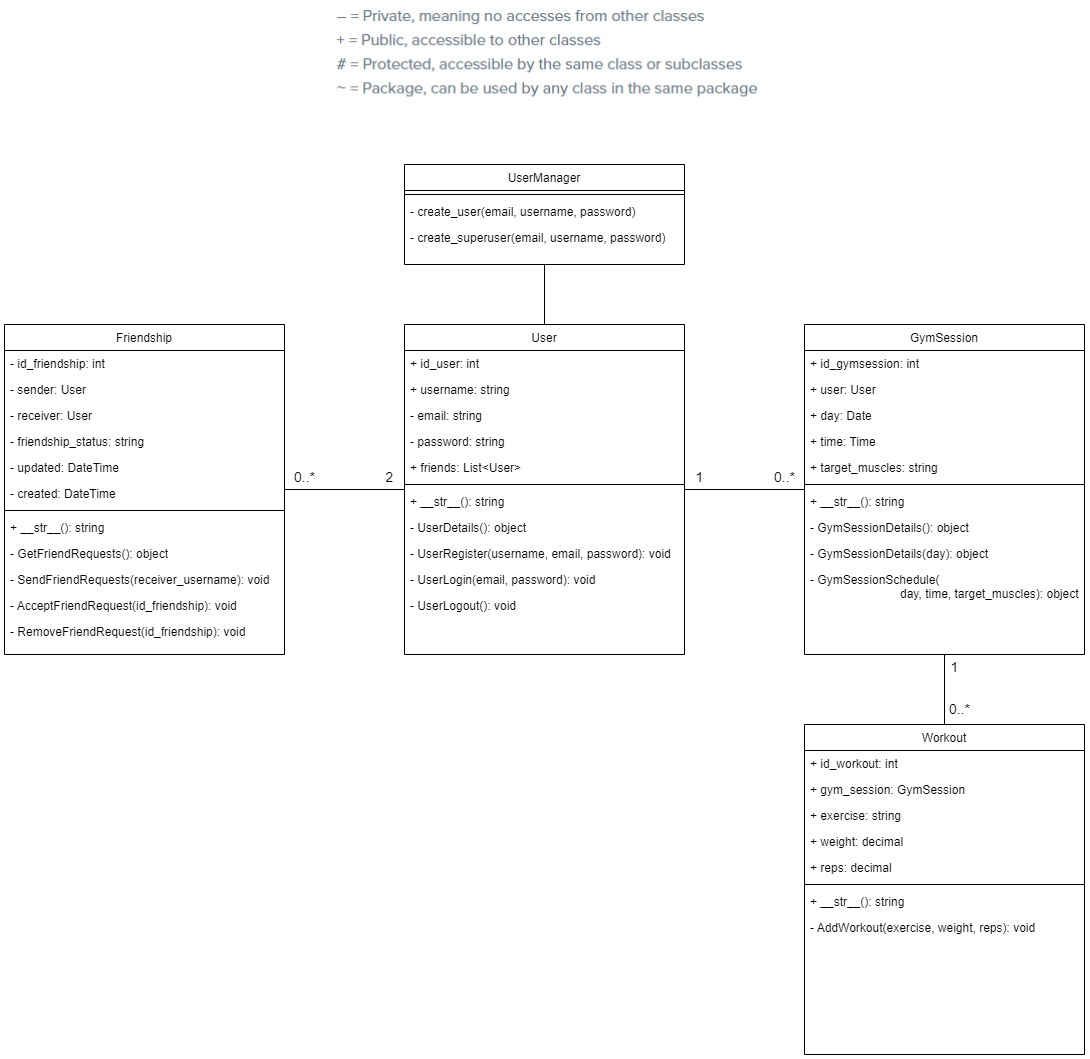 – = Private, meaning no accesses from other classes
+ = Public, accessible to other classes
# = Protected, accessible by the same class or subclasses
~ = Package, can be used by any class in the same package
UserManager
- create_user(email, username, password)
- create_superuser(email, username, password)
Friendship
- id_friendship: int
- sender: User
- receiver: User
- friendship_status: string
- updated: DateTime
- created: DateTime
+ __str__(): string
- GetFriendRequests(): object
- SendFriendRequests(receiver_username): void
- AcceptFriendRequest(id_friendship): void
- RemoveFriendRequest(id_friendship): void
0..*
2
User
+ id_user: int
+ username: string
- email: string
- password: string
+ friends: List<User>
+ __str__(): string
- UserDetails(): object
- UserRegister(username, email, password): void
- UserLogin(email, password): void
- UserLogout(): void
1
0..*
GymSession
+ id_gymsession: int
+ user: User
+ day: Date
+ time: Time
+ target_muscles: string
+ __str__(): string
- GymSessionDetails(): object
- GymSessionDetails(day): object
- GymSessionSchedule(
day, time, target_muscles): object
1
0..*
Workout
+ id_workout: int
+ gym_session: GymSession
+ exercise: string
+ weight: decimal
+ reps: decimal
+ __str__(): string
- AddWorkout(exercise, weight, reps): void